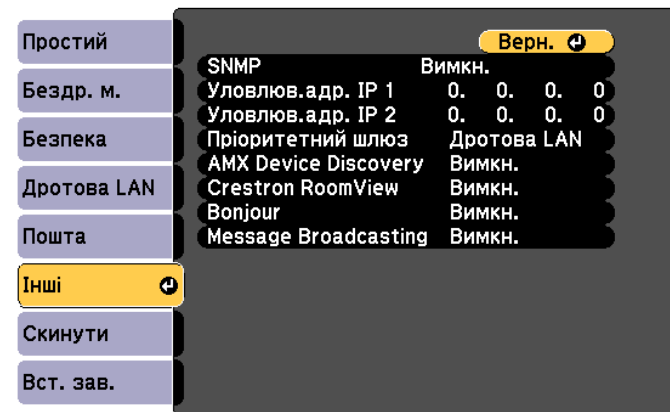 Простий
Бездр. м.
Безпека
Дротова LAN
Пошта
Інші
Скинути
Вст. зав.
Верн.
SNMP Вимкн.
Уловлюв.адр. IP 1 0. 0. 0. 0
Уловлюв.адр. IP 2 0. 0. 0. 0
Пріоритетний шлюз Дротова LAN
AMX Device Discovery Вимкн.
Crestron RoomView Вимкн.
Bonjour Вимкн.
Message Broadcasting Вимкн.